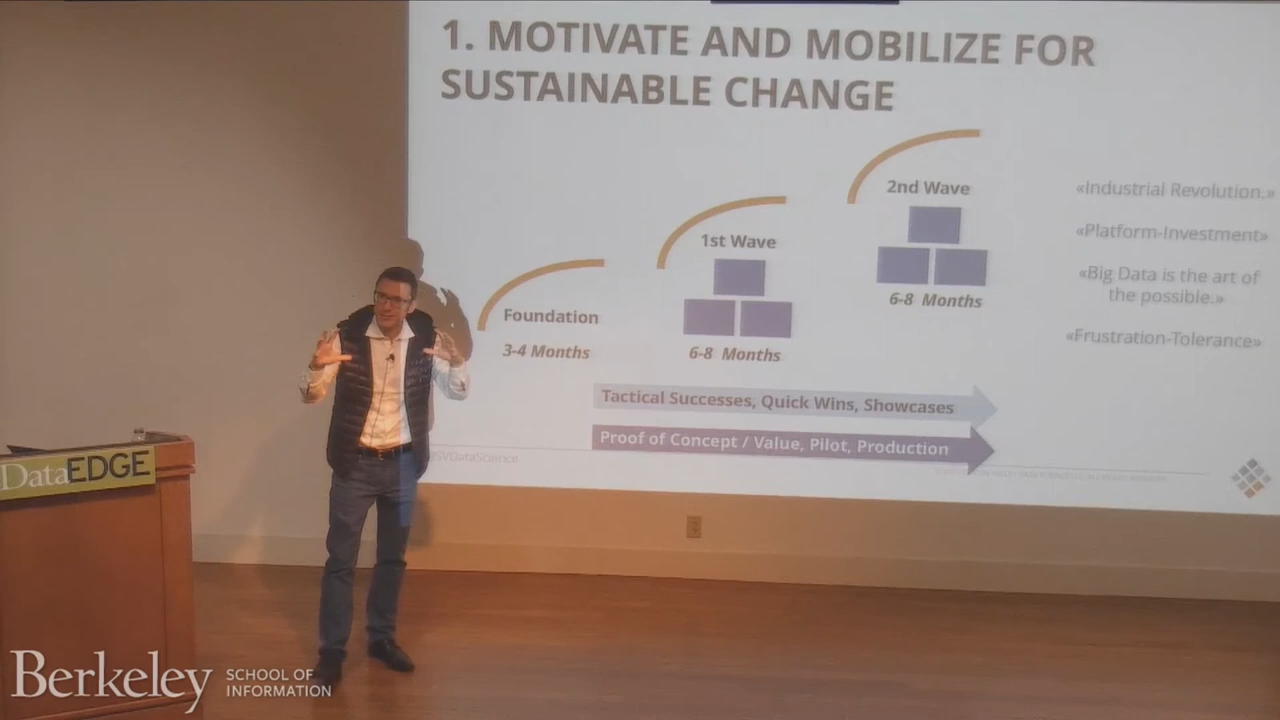 1. MOTIVATE AND MOBILIZE FOR
SUSTAINABLE CHANGE
2nd Wave
6-8 Months
1st Wave
6-8 Months
Foundation
3-4 Months
«Industrial Revolution.»
«Platform-Investment»
«Big Data is the art of
the possible.»
«Frustration-Tolerance»
Tactical Successes, Quick Wins, Showcases
Proof of Concept / Value, Pilot, Production
SVDataScience
DataEDGE
Berkeley
SCHOOL OF
INFORMATION